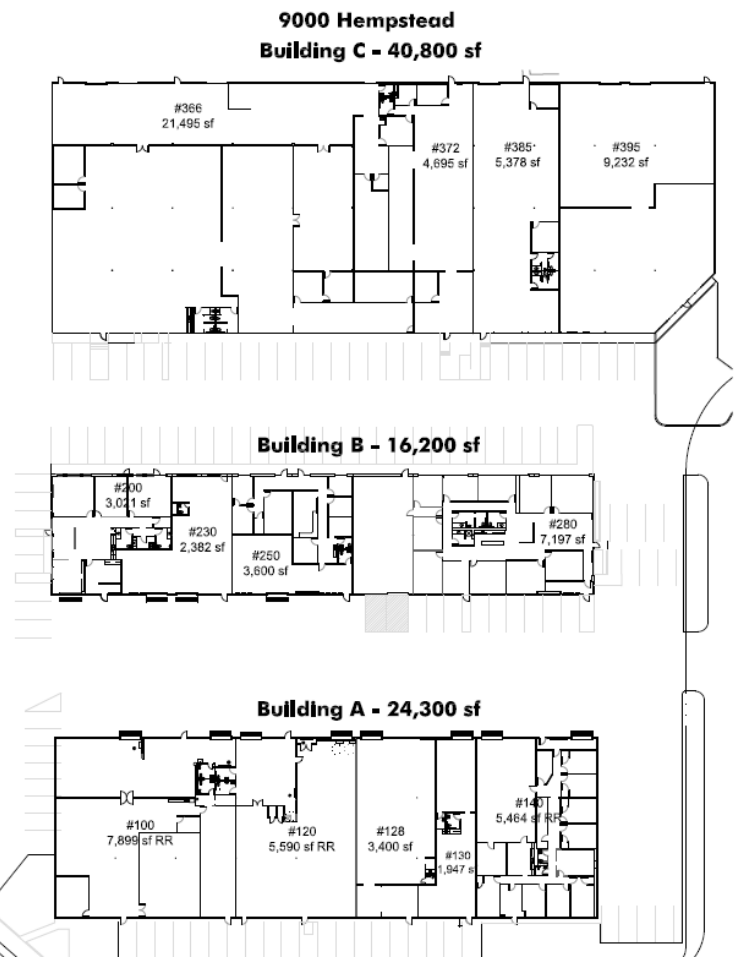 9000 Hempstead
Building C - 40,800 sf
#366
21,495 sf
#372
4,695 sf
#385
5,378 sf
#395
9,232 sf
Building B - 16,200 sf
#200
3,021 sf
#230
2,382 sf
#250
3,600 sf
#280
7,197 sf
Building A - 24,300 sf
#100
7,899 sf RR
#120
5,590 sf RR
#128
3,400 sf
#130
1,947 sf
#140
5,464 sf RR